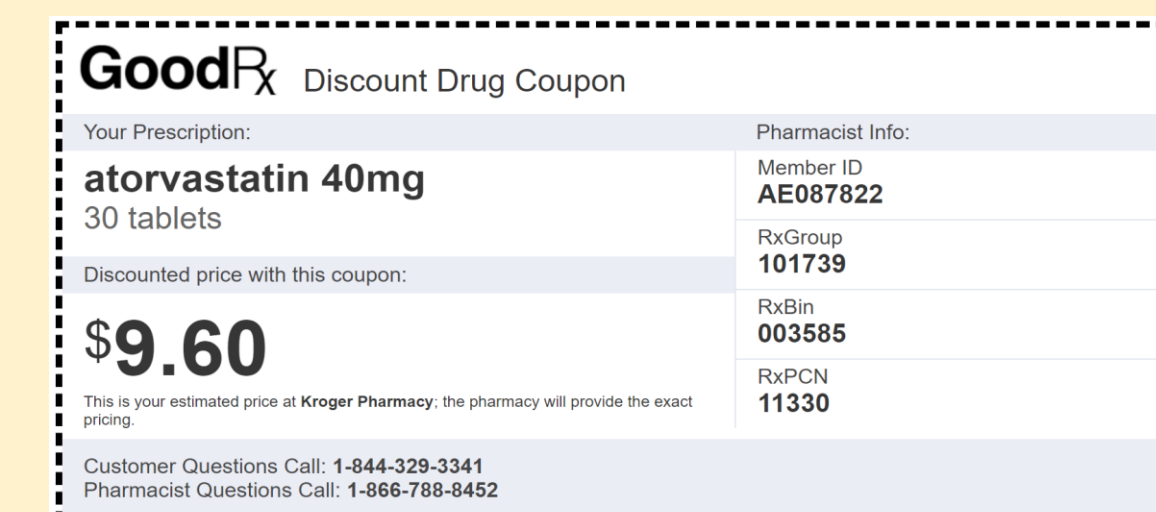 GoodRx Discount Drug Coupon
Your Prescription:
atorvastatin 40mg
30 tablets
Discounted price with this coupon:
$9.60
This is your estimated price at Kroger Pharmacy; the pharmacy will provide the exact
pricing.
Pharmacist Info:
Member ID
AE087822
RxGroup
101739
RxBin
003585
RxPCN
11330
Customer Questions Call: 1-844-329-3341
Pharmacist Questions Call: 1-866-788-8452